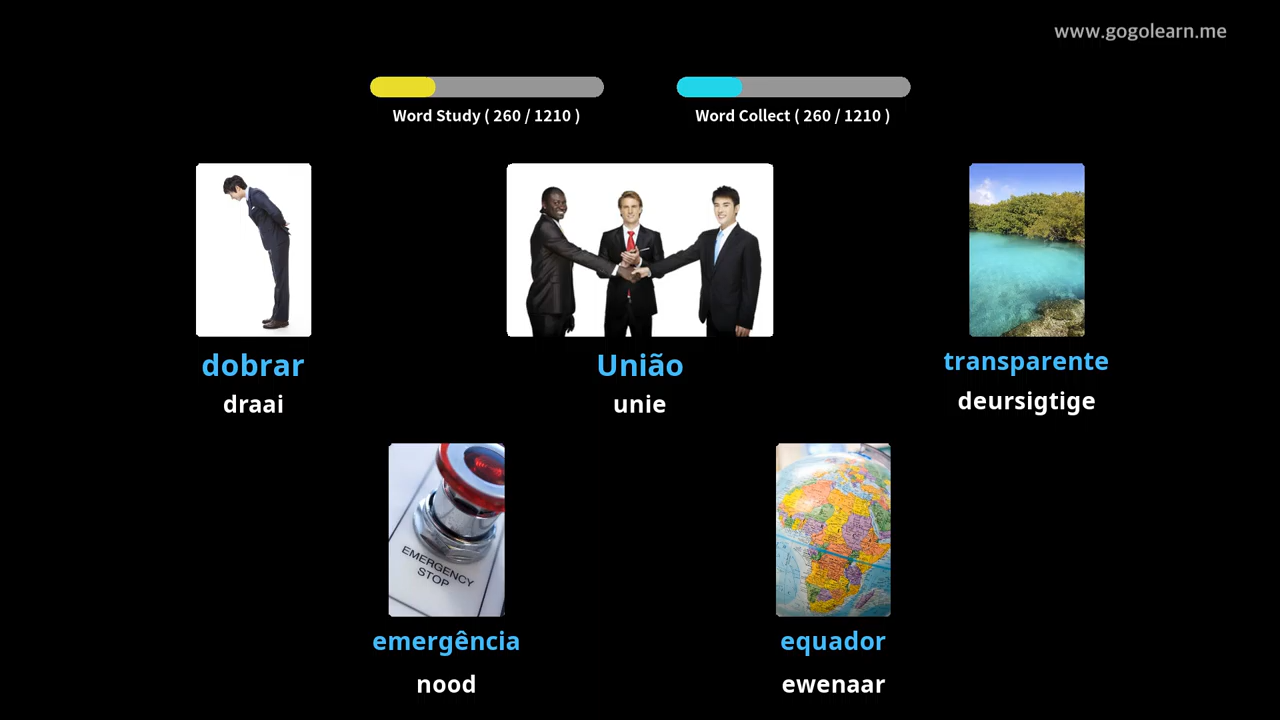 www.gogolearn.me
Word Study ( 260 / 1210 )
Word Collect ( 260 / 1210 )
dobrar
draai
União
unie
transparente
deursigtige
EMERGENCY
STOP
emergência
nood
equador
ewenaar